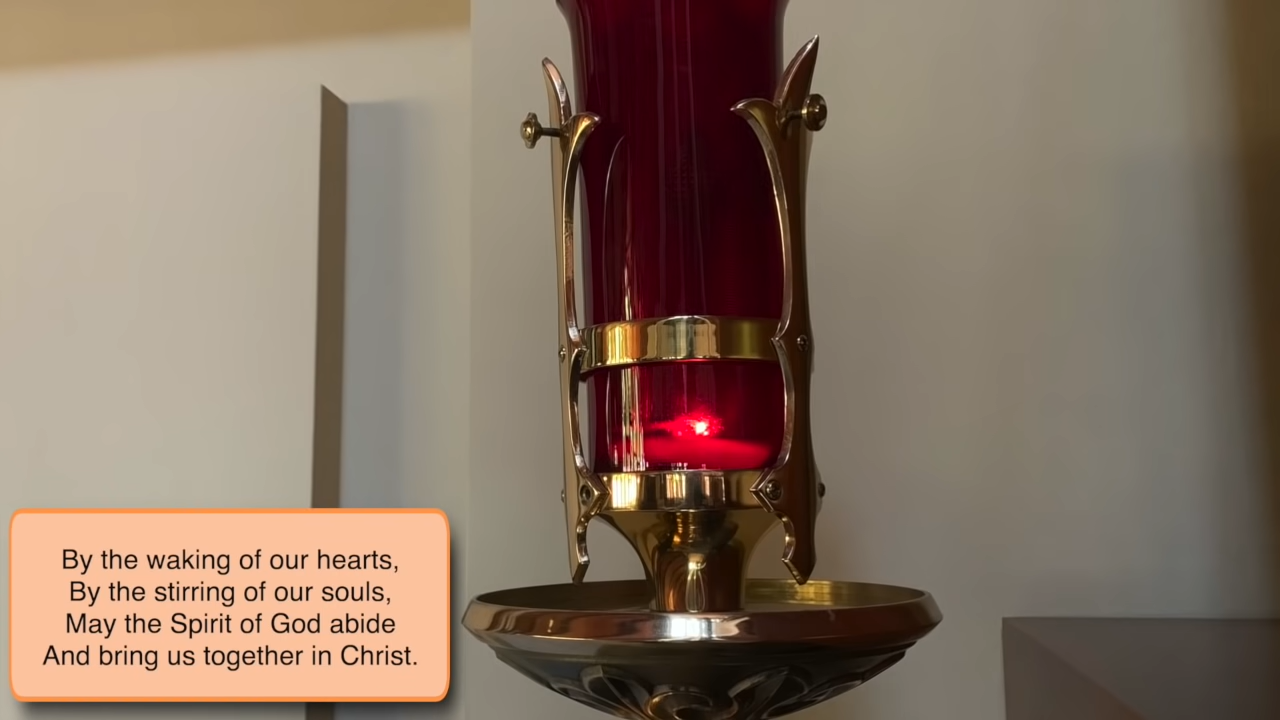 By the waking of our hearts,
By the stirring of our souls,
May the Spirit of God abide
And bring us together in Christ.